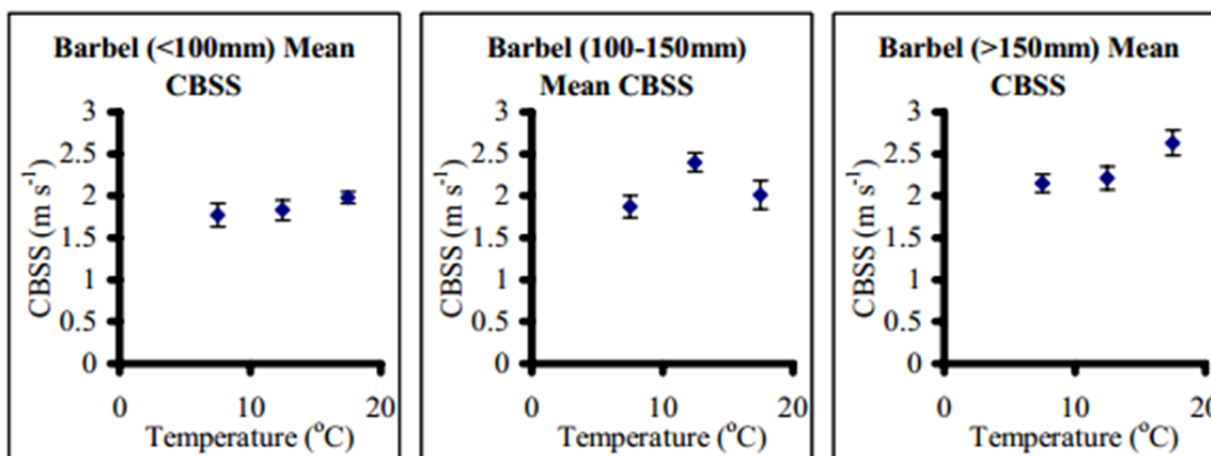 Barbel (<100mm) Mean
CBSS
3
2.5
2
1.5
1
0.5
0
CBSS (m s⁻¹)
0
10
20
Temperature (°C)
Barbel (100-150mm)
Mean CBSS
3
2.5
2
1.5
1
0.5
0
CBSS (m s⁻¹)
0
10
20
Temperature (°C)
Barbel (>150mm) Mean
CBSS
3
2.5
2
1.5
1
0.5
0
CBSS (m s⁻¹)
0
10
20
Temperature (°C)